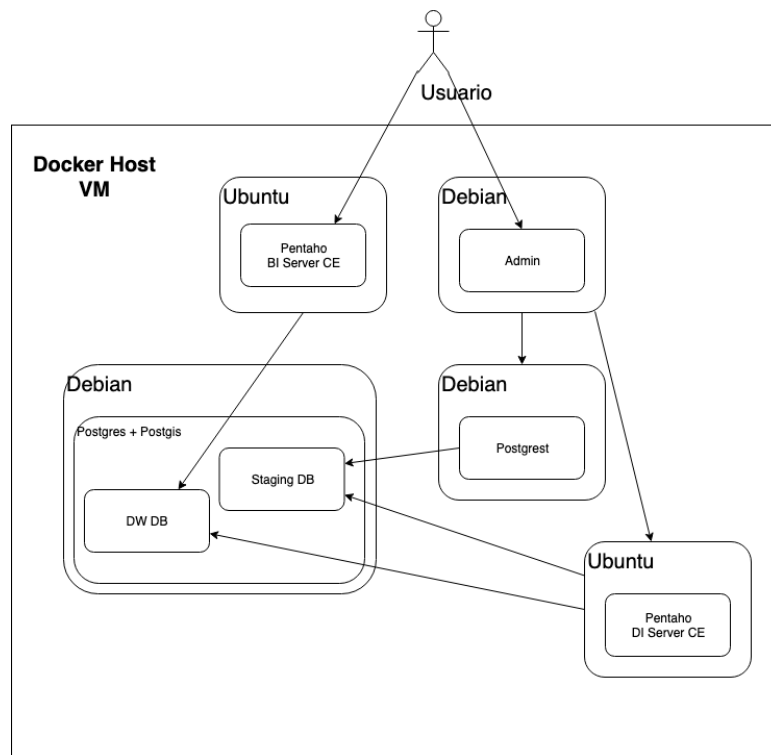 Usuario
Docker Host
VM
Ubuntu
Pentaho
BI Server CE
Debian
Admin
Debian
Postgres + Postgis
Staging DB
DW DB
Debian
Postgrest
Ubuntu
Pentaho
DI Server CE